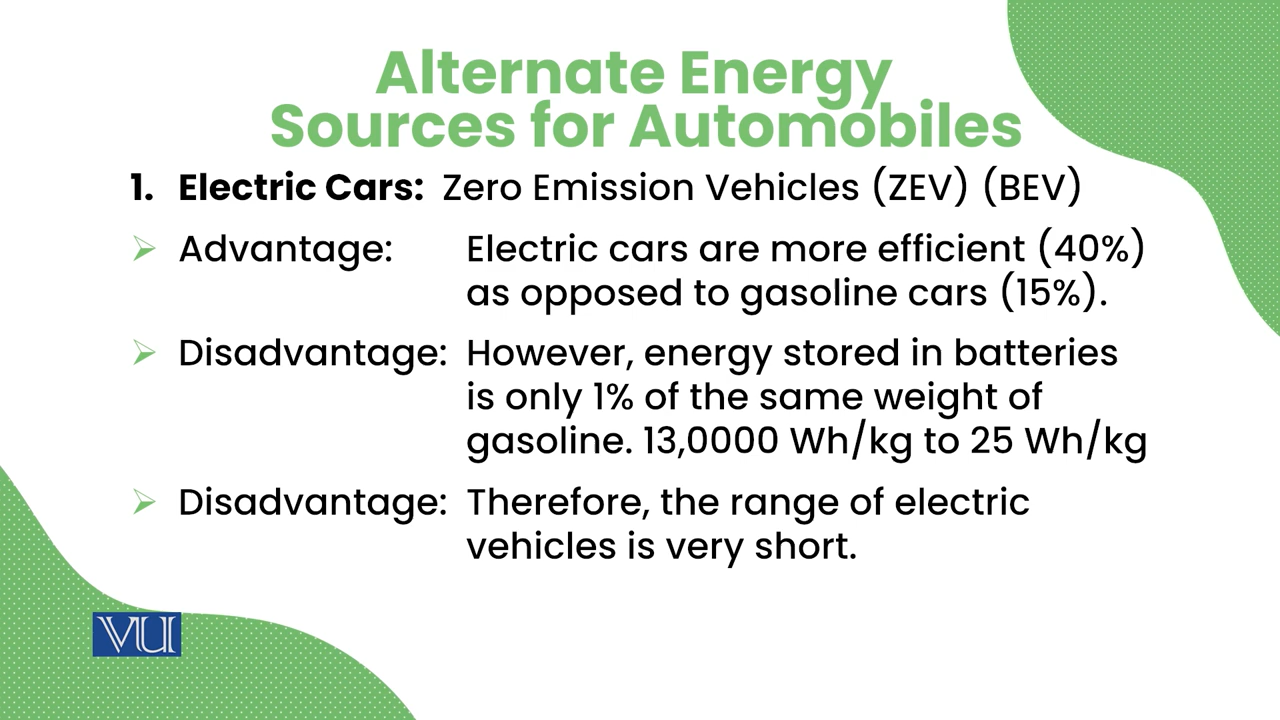 Alternate Energy
Sources for Automobiles
1. Electric Cars: Zero Emission Vehicles (ZEV) (BEV)
Advantage: Electric cars are more efficient (40%)
as opposed to gasoline cars (15%).
Disadvantage: However, energy stored in batteries
is only 1% of the same weight of
gasoline. 13,0000 Wh/kg to 25 Wh/kg
Disadvantage: Therefore, the range of electric
vehicles is very short.
VU